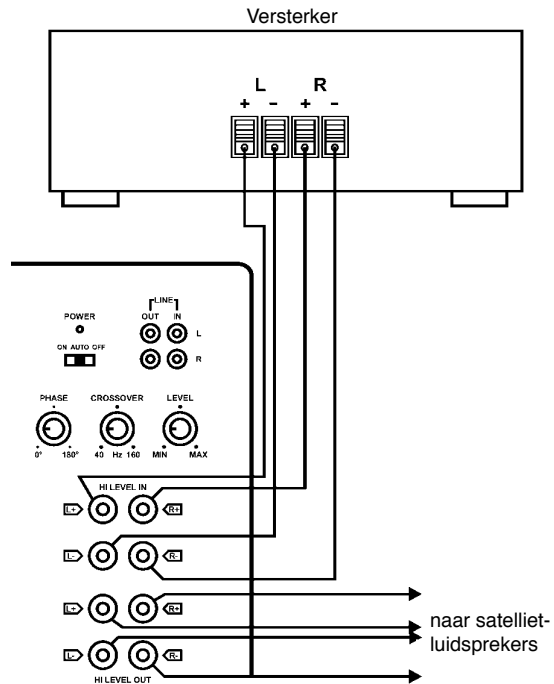 Versterker
L R
+ - + -
LINE
POWER OUT IN
L
ON AUTO OFF
R
PHASE CROSSOVER LEVEL
0° 180° 40 Hz 160 MIN MAX
HI LEVEL IN
L+ R+
L- R-
L+ R+
naar satelliet-
luidsprekers
L- R-
HI LEVEL OUT